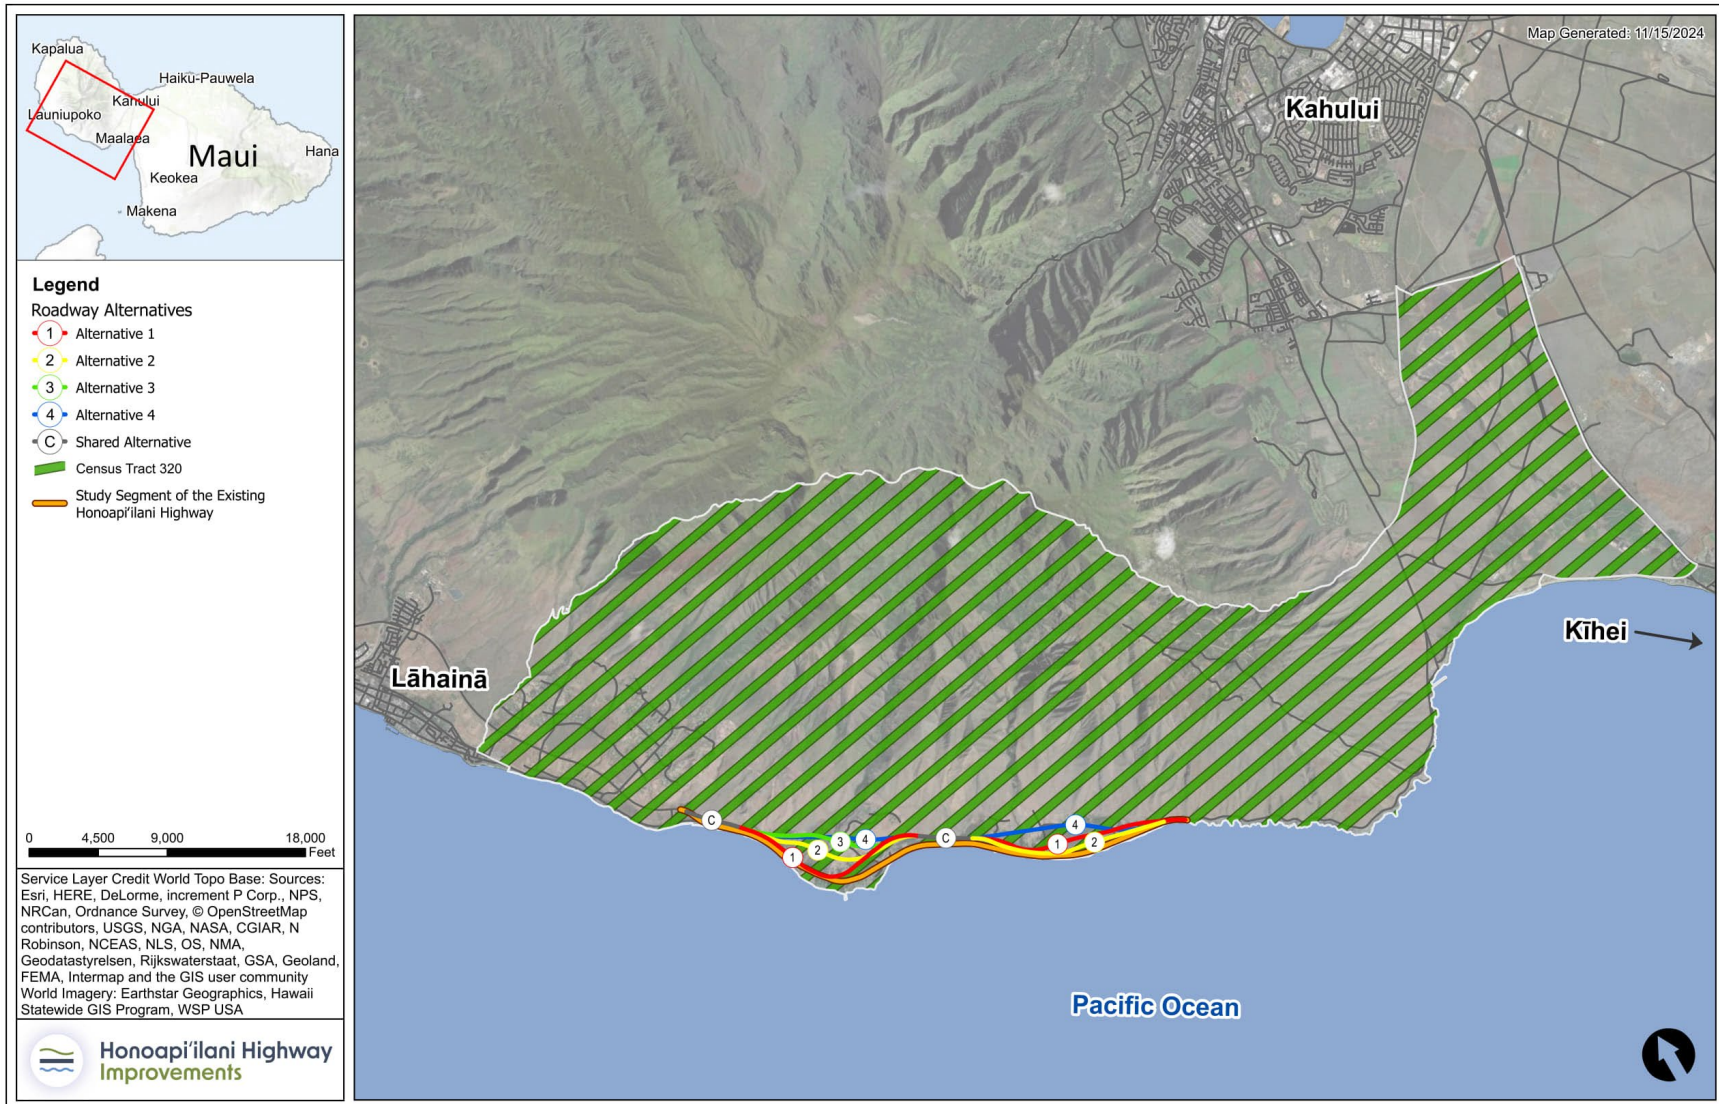 Kapalua
Haiku-Pauwela
Kahului
Launiupoko
Maalaea
Maui
Hana
Keokea
Makena
Legend
Roadway Alternatives
1 Alternative 1
2 Alternative 2
3 Alternative 3
4 Alternative 4
C Shared Alternative
Census Tract 320
Study Segment of the Existing
Honoapiʻilani Highway
0 4,500 9,000 18,000
Feet
Service Layer Credit World Topo Base: Sources:
Esri, HERE, DeLorme, increment P Corp., NPS,
NRCan, Ordnance Survey, © OpenStreetMap
contributors, USGS, NGA, NASA, CGIAR, N
Robinson, NCEAS, NLS, OS, NMA,
Geodatastyrelsen, Rijkswaterstaat, GSA, Geoland,
FEMA, Intermap and the GIS user community
World Imagery: Earthstar Geographics, Hawaii
Statewide GIS Program, WSP USA
Honoapiʻilani Highway
Improvements
Map Generated: 11/15/2024
Kahului
Kīhei
Lāhainā
C
1
2
3
4
C
4
1
2
Pacific Ocean